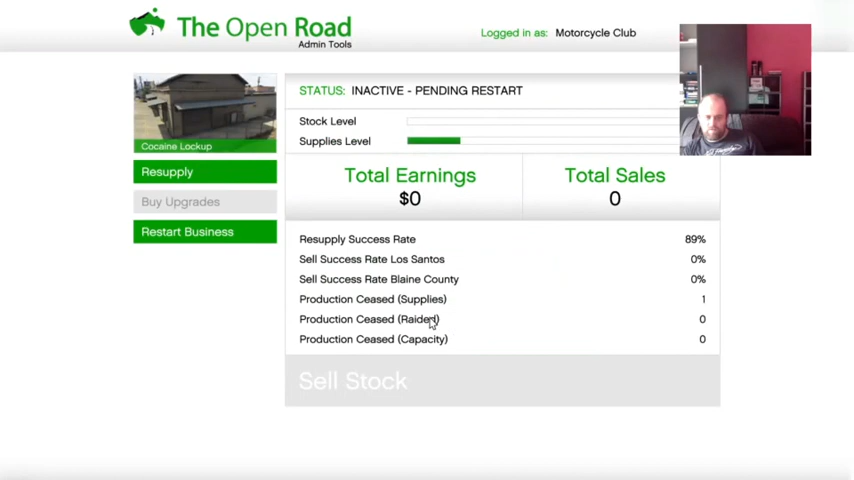 The Open Road
Admin Tools
Logged in as: Motorcycle Club
STATUS: INACTIVE - PENDING RESTART
Stock Level
Supplies Level
Cocaine Lockup
Resupply
Buy Upgrades
Restart Business
Total Earnings
$0
Total Sales
0
Resupply Success Rate 89%
Sell Success Rate Los Santos 0%
Sell Success Rate Blaine County 0%
Production Ceased (Supplies) 1
Production Ceased (Raided) 0
Production Ceased (Capacity) 0
Sell Stock